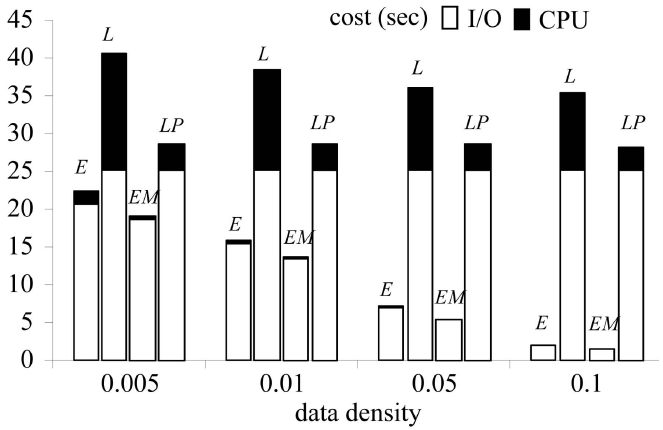 cost (sec) I/O CPU
45
40
35
30
25
20
15
10
5
0
E
L
EM
LP
E
L
EM
LP
E
L
EM
LP
E
L
EM
LP
0.005 0.01 0.05 0.1
data density